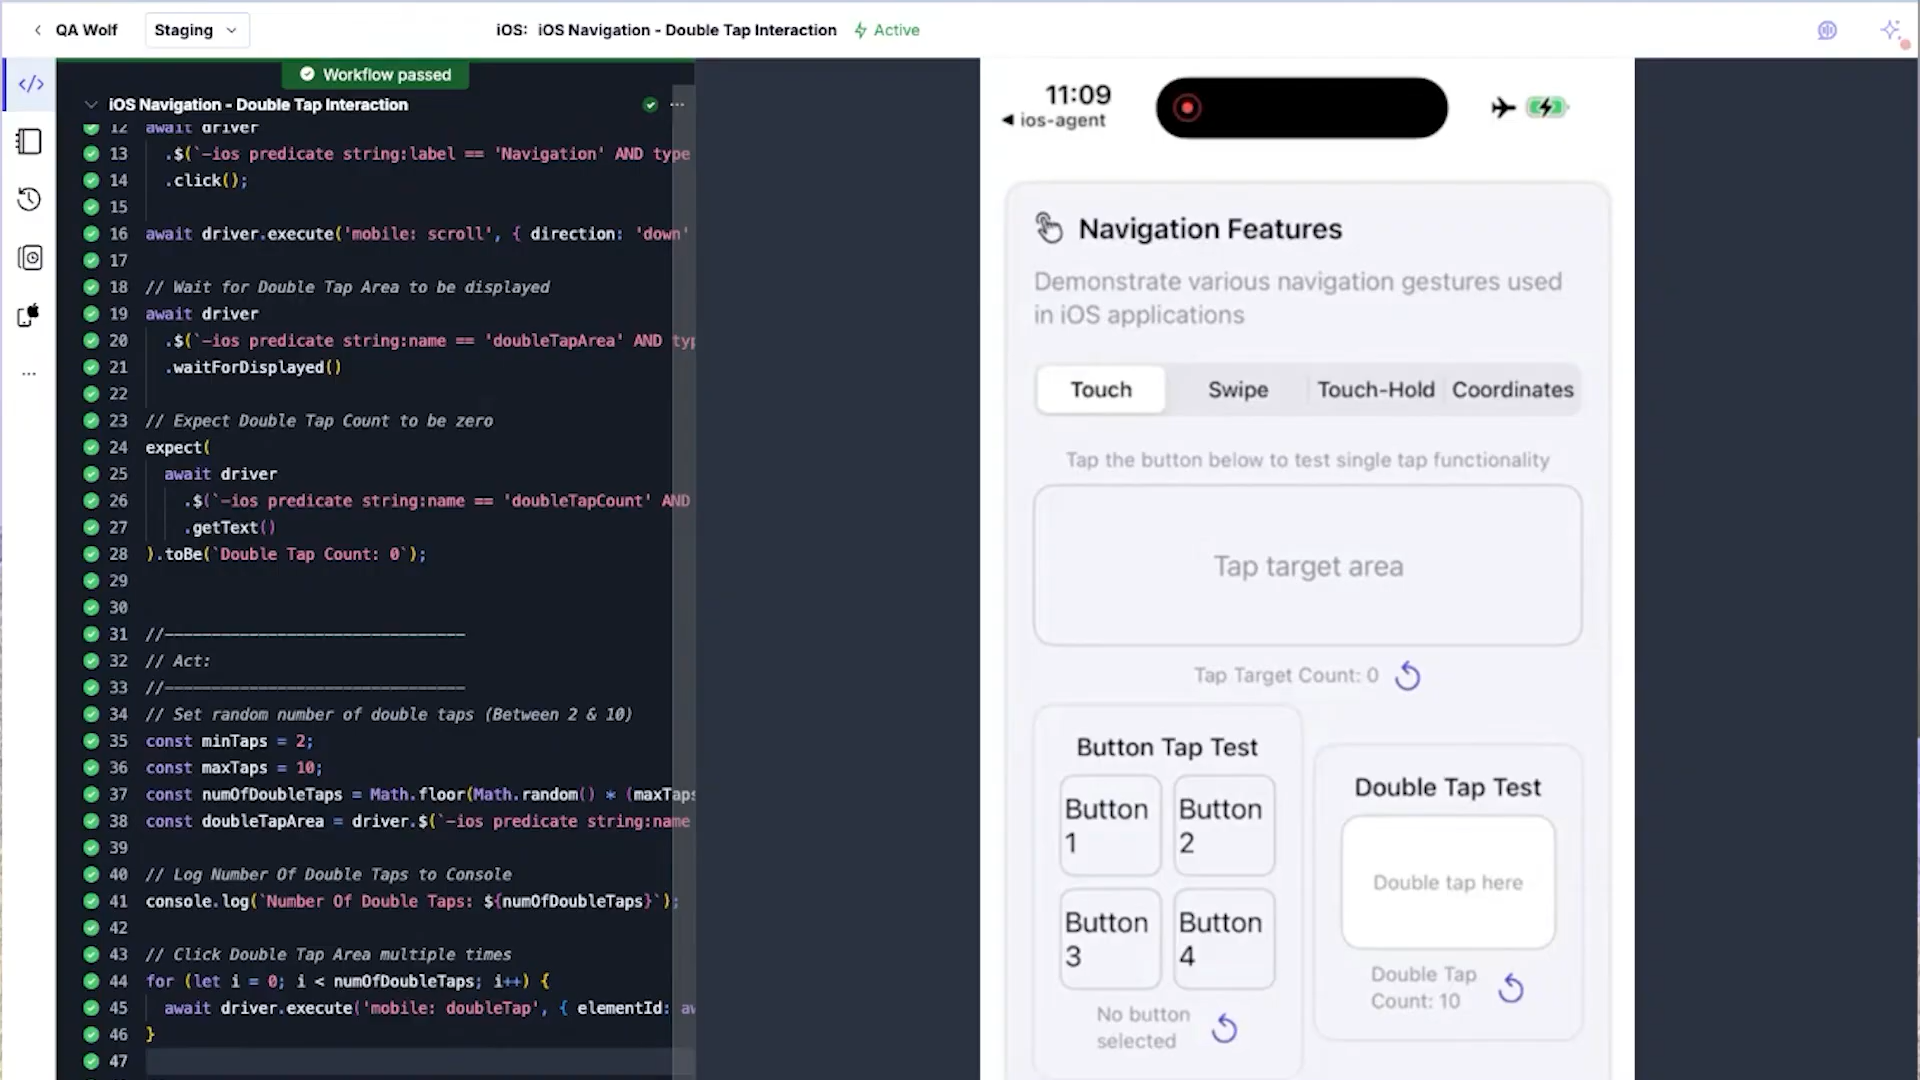 QA Wolf
Staging
iOS: iOS Navigation - Double Tap Interaction
Active
Workflow passed
iOS Navigation - Double Tap Interaction
...
12 await driver
13 .$(`-ios predicate string:label == 'Navigation' AND type
14 .click();
15
16 await driver.execute('mobile: scroll', { direction: 'down'
17
18 // Wait for Double Tap Area to be displayed
19 await driver
20 .$(`-ios predicate string:name == 'doubleTapArea' AND typ
21 .waitForDisplayed()
22
23 // Expect Double Tap Count to be zero
24 expect(
25 await driver
26 .$(`-ios predicate string:name == 'doubleTapCount' AND
27 .getText()
28 ).toBe(`Double Tap Count: 0`);
29
30
31 //--------------------------------
32 // Act:
33 //--------------------------------
34 // Set random number of double taps (Between 2 & 10)
35 const minTaps = 2;
36 const maxTaps = 10;
37 const numOfDoubleTaps = Math.floor(Math.random() * (maxTaps
38 const doubleTapArea = driver.$(`-ios predicate string:name
39
40 // Log Number Of Double Taps to Console
41 console.log(`Number Of Double Taps: ${numOfDoubleTaps}`);
42
43 // Click Double Tap Area multiple times
44 for (let i = 0; i < numOfDoubleTaps; i++) {
45 await driver.execute('mobile: doubleTap', { elementId: aw
46 }
47
11:09
◀ ios-agent
Navigation Features
Demonstrate various navigation gestures used
in iOS applications
Touch
Swipe
Touch-Hold
Coordinates
Tap the button below to test single tap functionality
Tap target area
Tap Target Count: 0
Button Tap Test
Button
1
Button
2
Button
3
Button
4
No button
selected
Double Tap Test
Double tap here
Double Tap
Count: 10